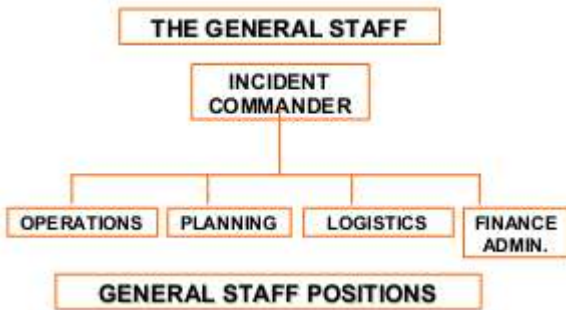 THE GENERAL STAFF
INCIDENT
COMMANDER
OPERATIONS
PLANNING
LOGISTICS
FINANCE
ADMIN.
GENERAL STAFF POSITIONS